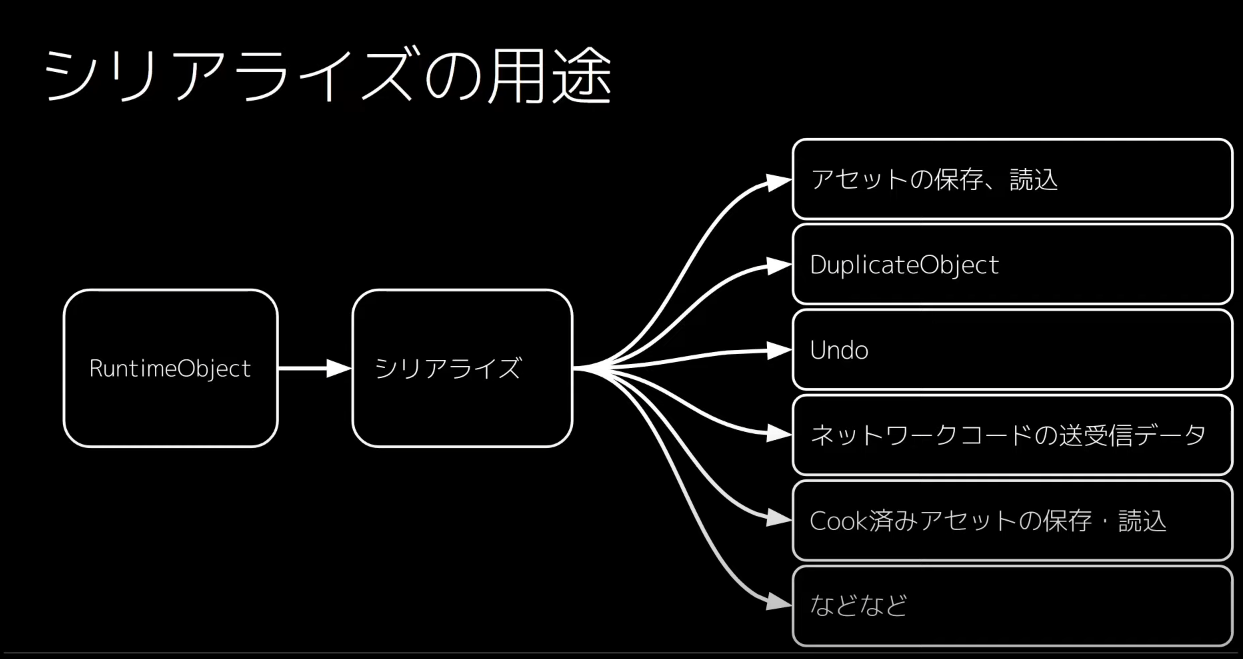 シリアライズの用途
RuntimeObject
シリアライズ
アセットの保存、読込
DuplicateObject
Undo
ネットワークコードの送受信データ
Cook済みアセットの保存・読込
などなど